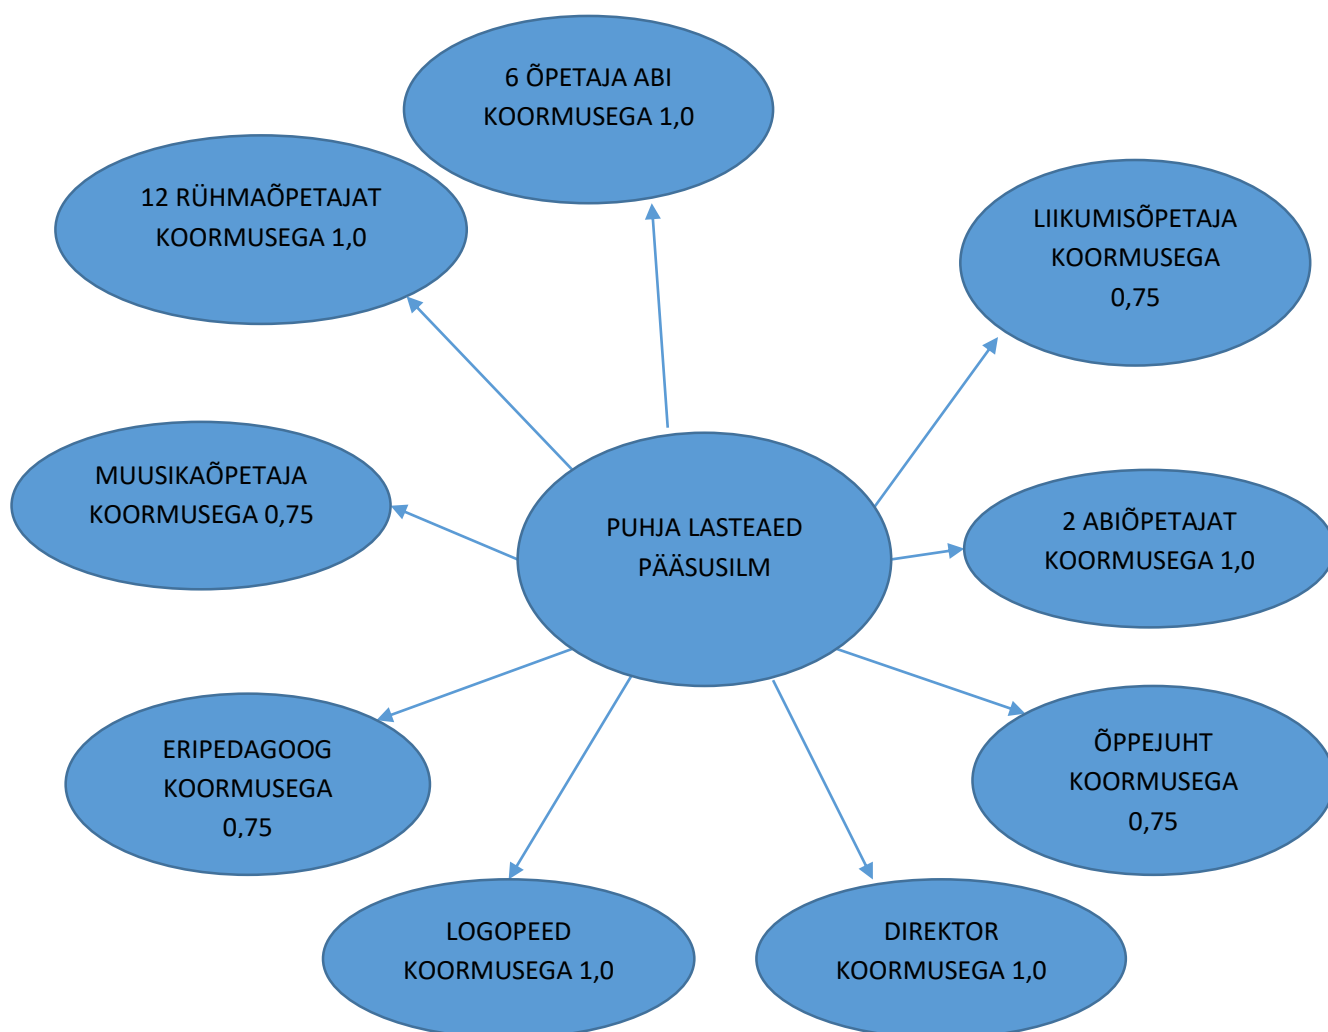 6 ÕPETAJA ABI
KOORMUSEGA 1,0
12 RÜHMAÕPETAJAT
KOORMUSEGA 1,0
LIIKUMISÕPETAJA
KOORMUSEGA
0,75
MUUSIKAÕPETAJA
KOORMUSEGA 0,75
PUHJA LASTEAED
PÄÄSUSILM
2 ABIÕPETAJAT
KOORMUSEGA 1,0
ERIPEDAGOOG
KOORMUSEGA
0,75
ÕPPEJUHT
KOORMUSEGA
0,75
LOGOPEED
KOORMUSEGA 1,0
DIREKTOR
KOORMUSEGA 1,0